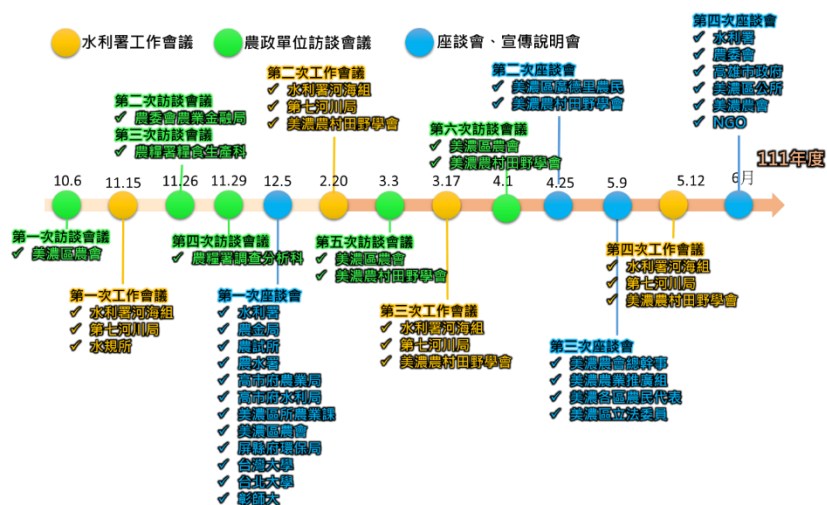 水利署工作會議
農政單位訪談會議
座談會、宣傳說明會
第四次座談會
✓ 水利署
✓ 農委會
✓ 高雄市政府
✓ 美濃區公所
✓ 美濃農會
✓ NGO
第二次工作會議
✓ 水利署河海組
✓ 第七河川局
✓ 美濃農村田野學會
第二次座談會
✓ 美濃區
✓ 美濃農村田野學會
第二次訪談會議
✓ 農委會農業金融局
第三次訪談會議
✓ 農糧署糧食生產科
第六次訪談會議
✓ 美濃區農會
✓ 美濃農村田野學會
111年度
10.6
11.15
11.26
11.29
12.5
2.20
3.3
3.17
4.1
4.25
5.9
5.12
6月
第一次訪談會議
✓ 美濃區農會
第四次訪談會議
✓ 農糧署調查分析科
第五次訪談會議
✓ 美濃區農會
✓ 美濃農村田野學會
第四次工作會議
✓ 水利署河海組
✓ 第七河川局
✓ 美濃農村田野學會
第一次工作會議
✓ 水利署河海組
✓ 第七河川局
✓ 水規所
第一次座談會
✓ 水利署
✓ 農金局
✓ 農試所
✓ 農水署
✓ 高市府農業局
✓ 高市府水利局
✓ 美濃區所農業課
✓ 美濃區農會
✓ 屏縣府環保局
✓ 台灣大學
✓ 台北大學
✓ 彰師大
第三次工作會議
✓ 水利署河海組
✓ 第七河川局
✓ 美濃農村田野學會
第三次座談會
✓ 美濃農會總幹事
✓ 美濃農業推廣組
✓ 美濃各區農民代表
✓ 美濃區立法委員